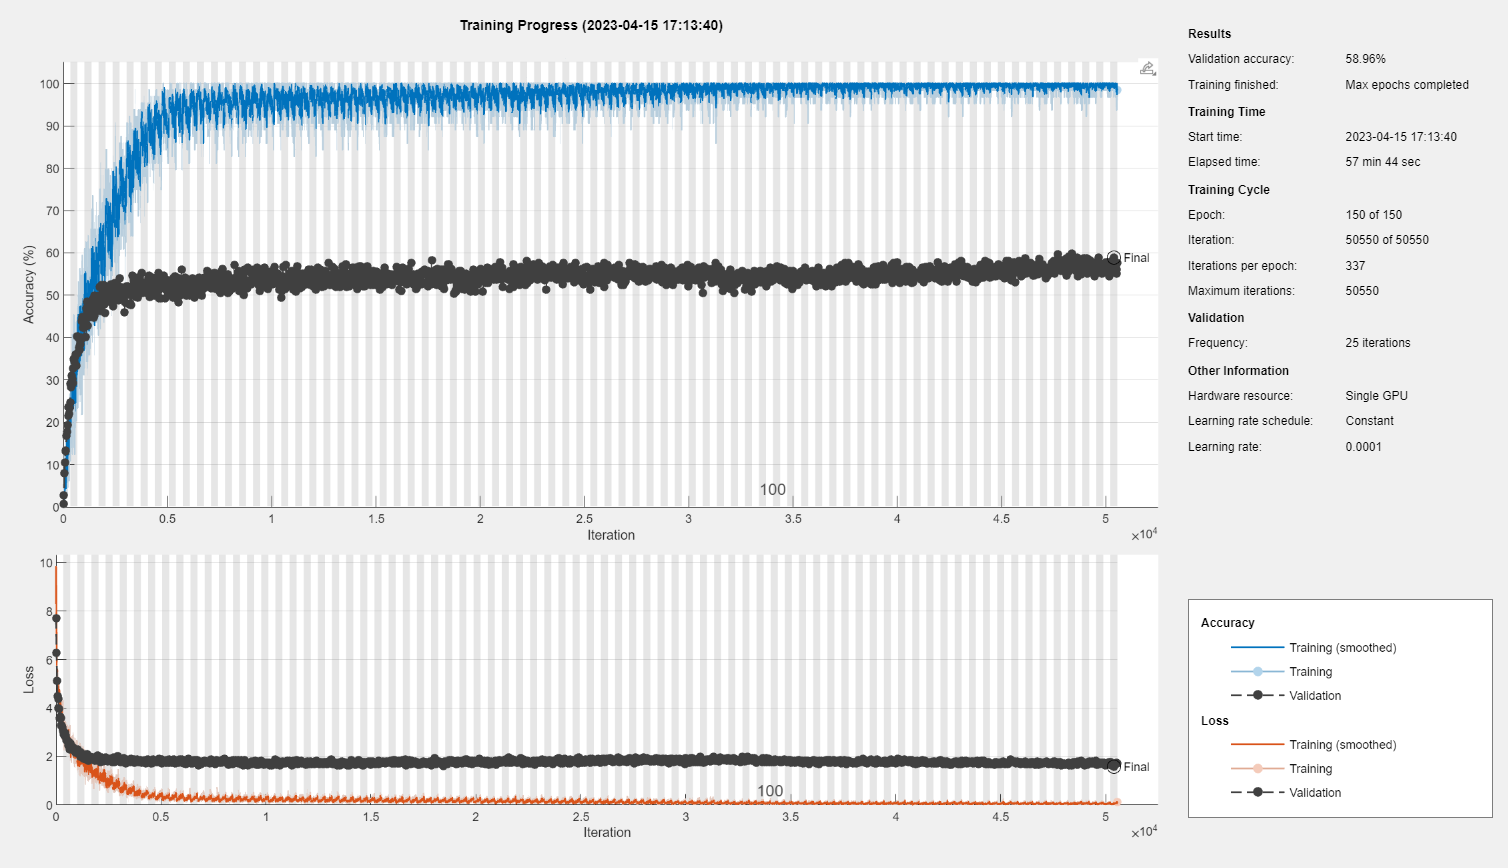 Training Progress (2023-04-15 17:13:40)
100
90
80
70
60
50
40
30
20
10
0
Accuracy (%)
Final
100
0 0.5 1 1.5 2 2.5 3 3.5 4 4.5 5
Iteration
×10⁴
10
8
6
4
2
0
Loss
Final
100
0 0.5 1 1.5 2 2.5 3 3.5 4 4.5 5
Iteration
×10⁴
Results
Validation accuracy: 58.96%
Training finished: Max epochs completed
Training Time
Start time: 2023-04-15 17:13:40
Elapsed time: 57 min 44 sec
Training Cycle
Epoch: 150 of 150
Iteration: 50550 of 50550
Iterations per epoch: 337
Maximum iterations: 50550
Validation
Frequency: 25 iterations
Other Information
Hardware resource: Single GPU
Learning rate schedule: Constant
Learning rate: 0.0001
Accuracy
Training (smoothed)
Training
Validation
Loss
Training (smoothed)
Training
Validation